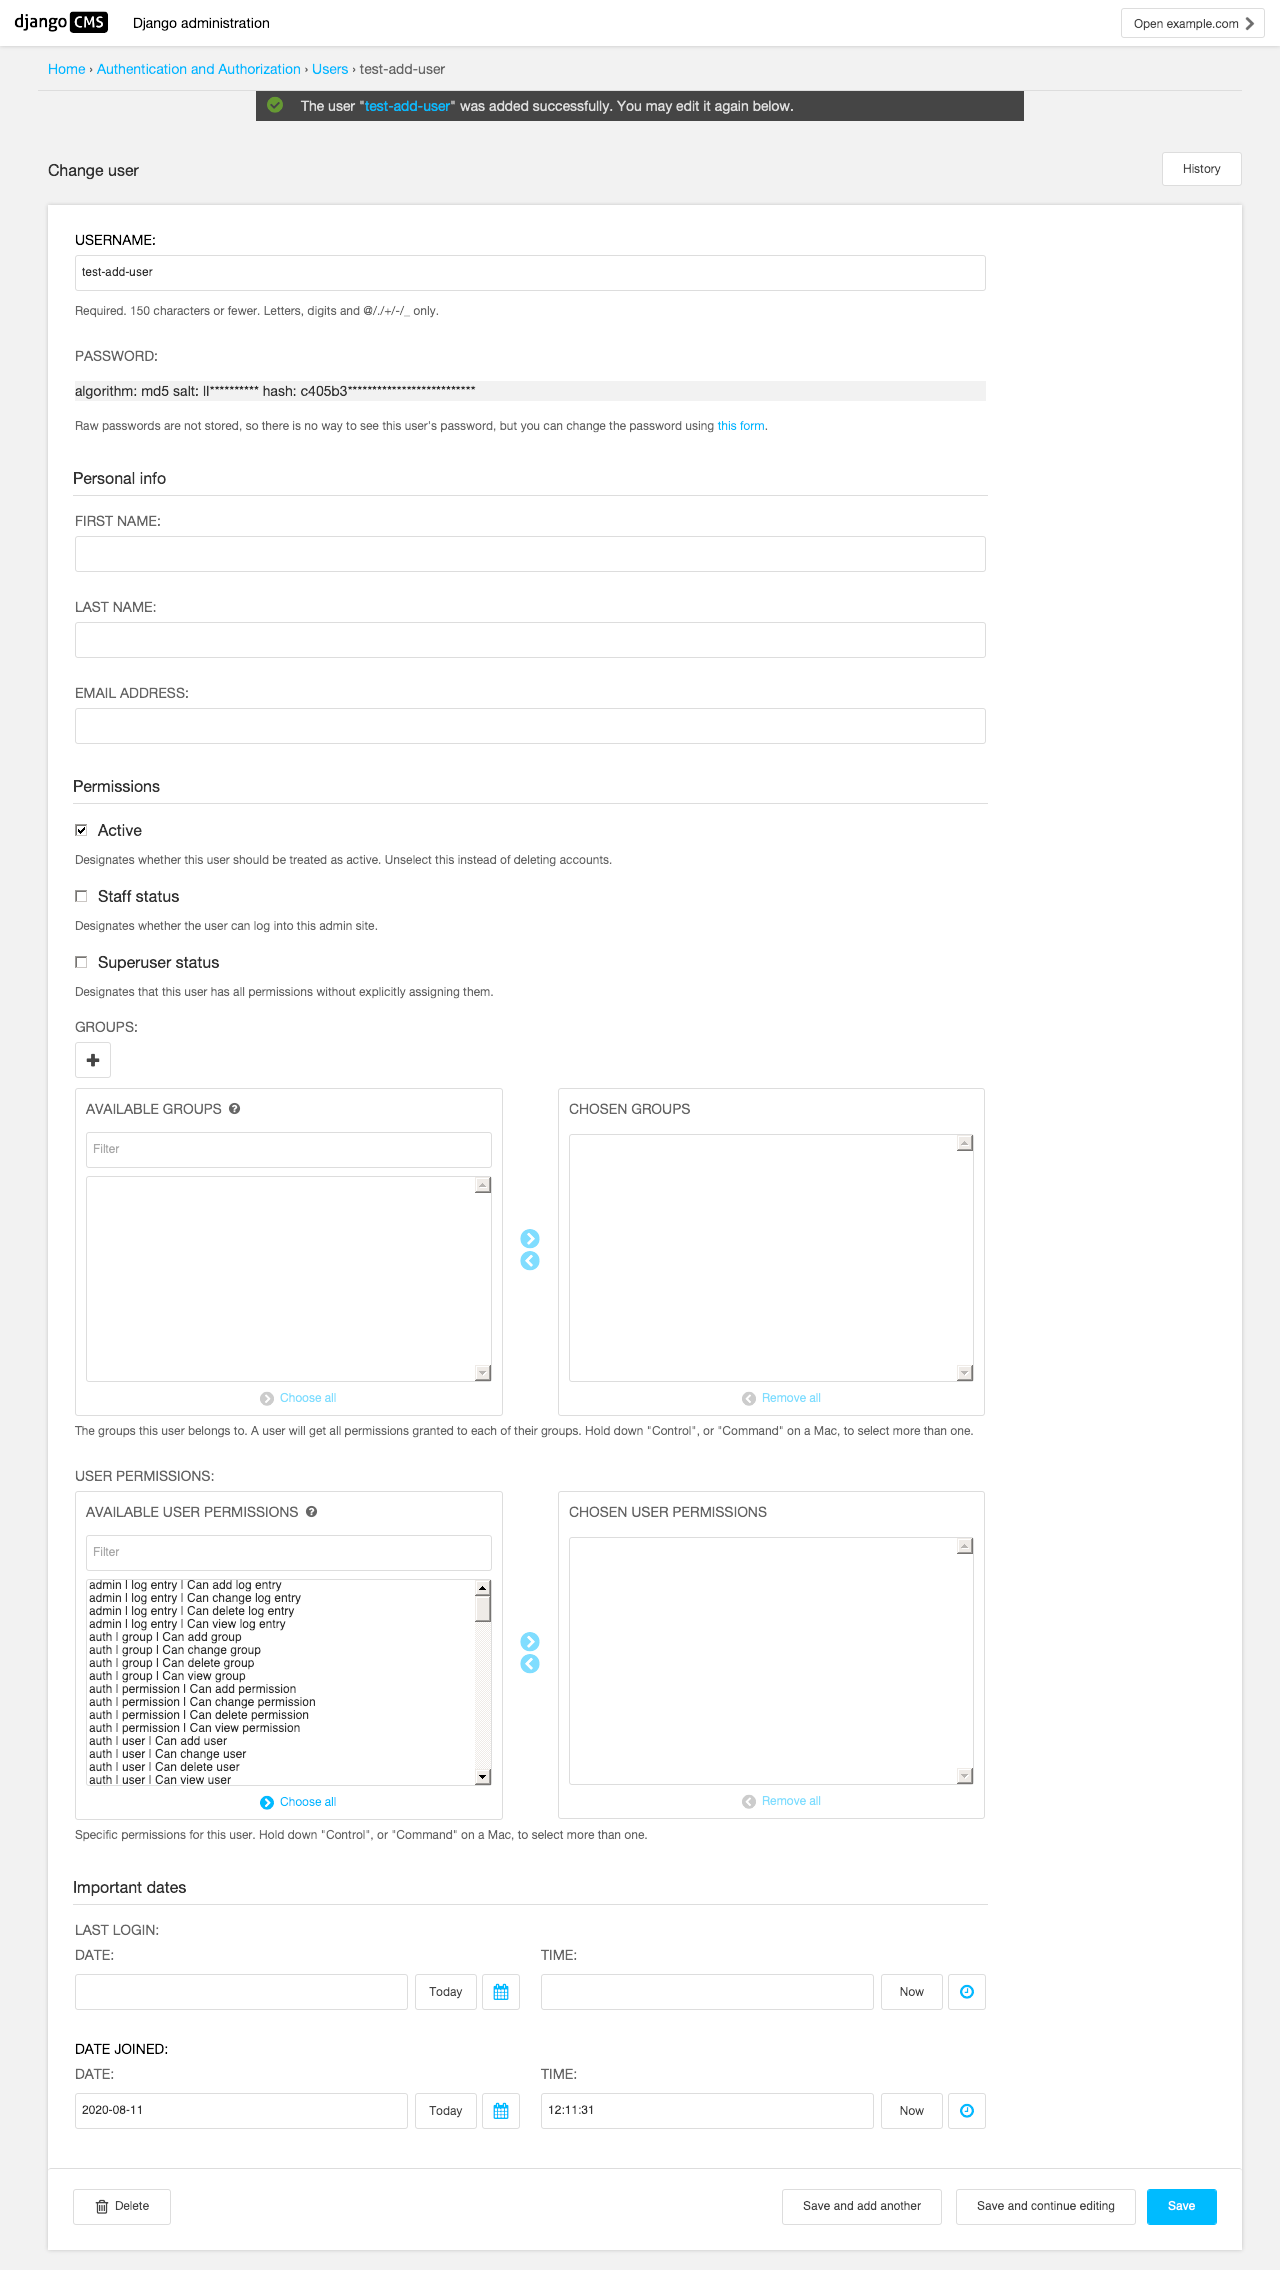 django CMS
Django administration
Open example.com
Home › Authentication and Authorization › Users › test-add-user
The user "test-add-user" was added successfully. You may edit it again below.
Change user
History
USERNAME:
test-add-user
Required. 150 characters or fewer. Letters, digits and @/./+/-/_ only.
PASSWORD:
algorithm: md5 salt: lI********** hash: c405b3**************************
Raw passwords are not stored, so there is no way to see this user's password, but you can change the password using this form.
Personal info
FIRST NAME:
LAST NAME:
EMAIL ADDRESS:
Permissions
Active
Designates whether this user should be treated as active. Unselect this instead of deleting accounts.
Staff status
Designates whether the user can log into this admin site.
Superuser status
Designates that this user has all permissions without explicitly assigning them.
GROUPS:
AVAILABLE GROUPS
Filter
Choose all
CHOSEN GROUPS
Remove all
The groups this user belongs to. A user will get all permissions granted to each of their groups. Hold down "Control", or "Command" on a Mac, to select more than one.
USER PERMISSIONS:
AVAILABLE USER PERMISSIONS
Filter
admin | log entry | Can add log entry
admin | log entry | Can change log entry
admin | log entry | Can delete log entry
admin | log entry | Can view log entry
auth | group | Can add group
auth | group | Can change group
auth | group | Can delete group
auth | group | Can view group
auth | permission | Can add permission
auth | permission | Can change permission
auth | permission | Can delete permission
auth | permission | Can view permission
auth | user | Can add user
auth | user | Can change user
auth | user | Can delete user
auth | user | Can view user
Choose all
CHOSEN USER PERMISSIONS
Remove all
Specific permissions for this user. Hold down "Control", or "Command" on a Mac, to select more than one.
Important dates
LAST LOGIN:
DATE:
Today
TIME:
Now
DATE JOINED:
DATE:
2020-08-11
Today
TIME:
12:11:31
Now
Delete
Save and add another
Save and continue editing
Save